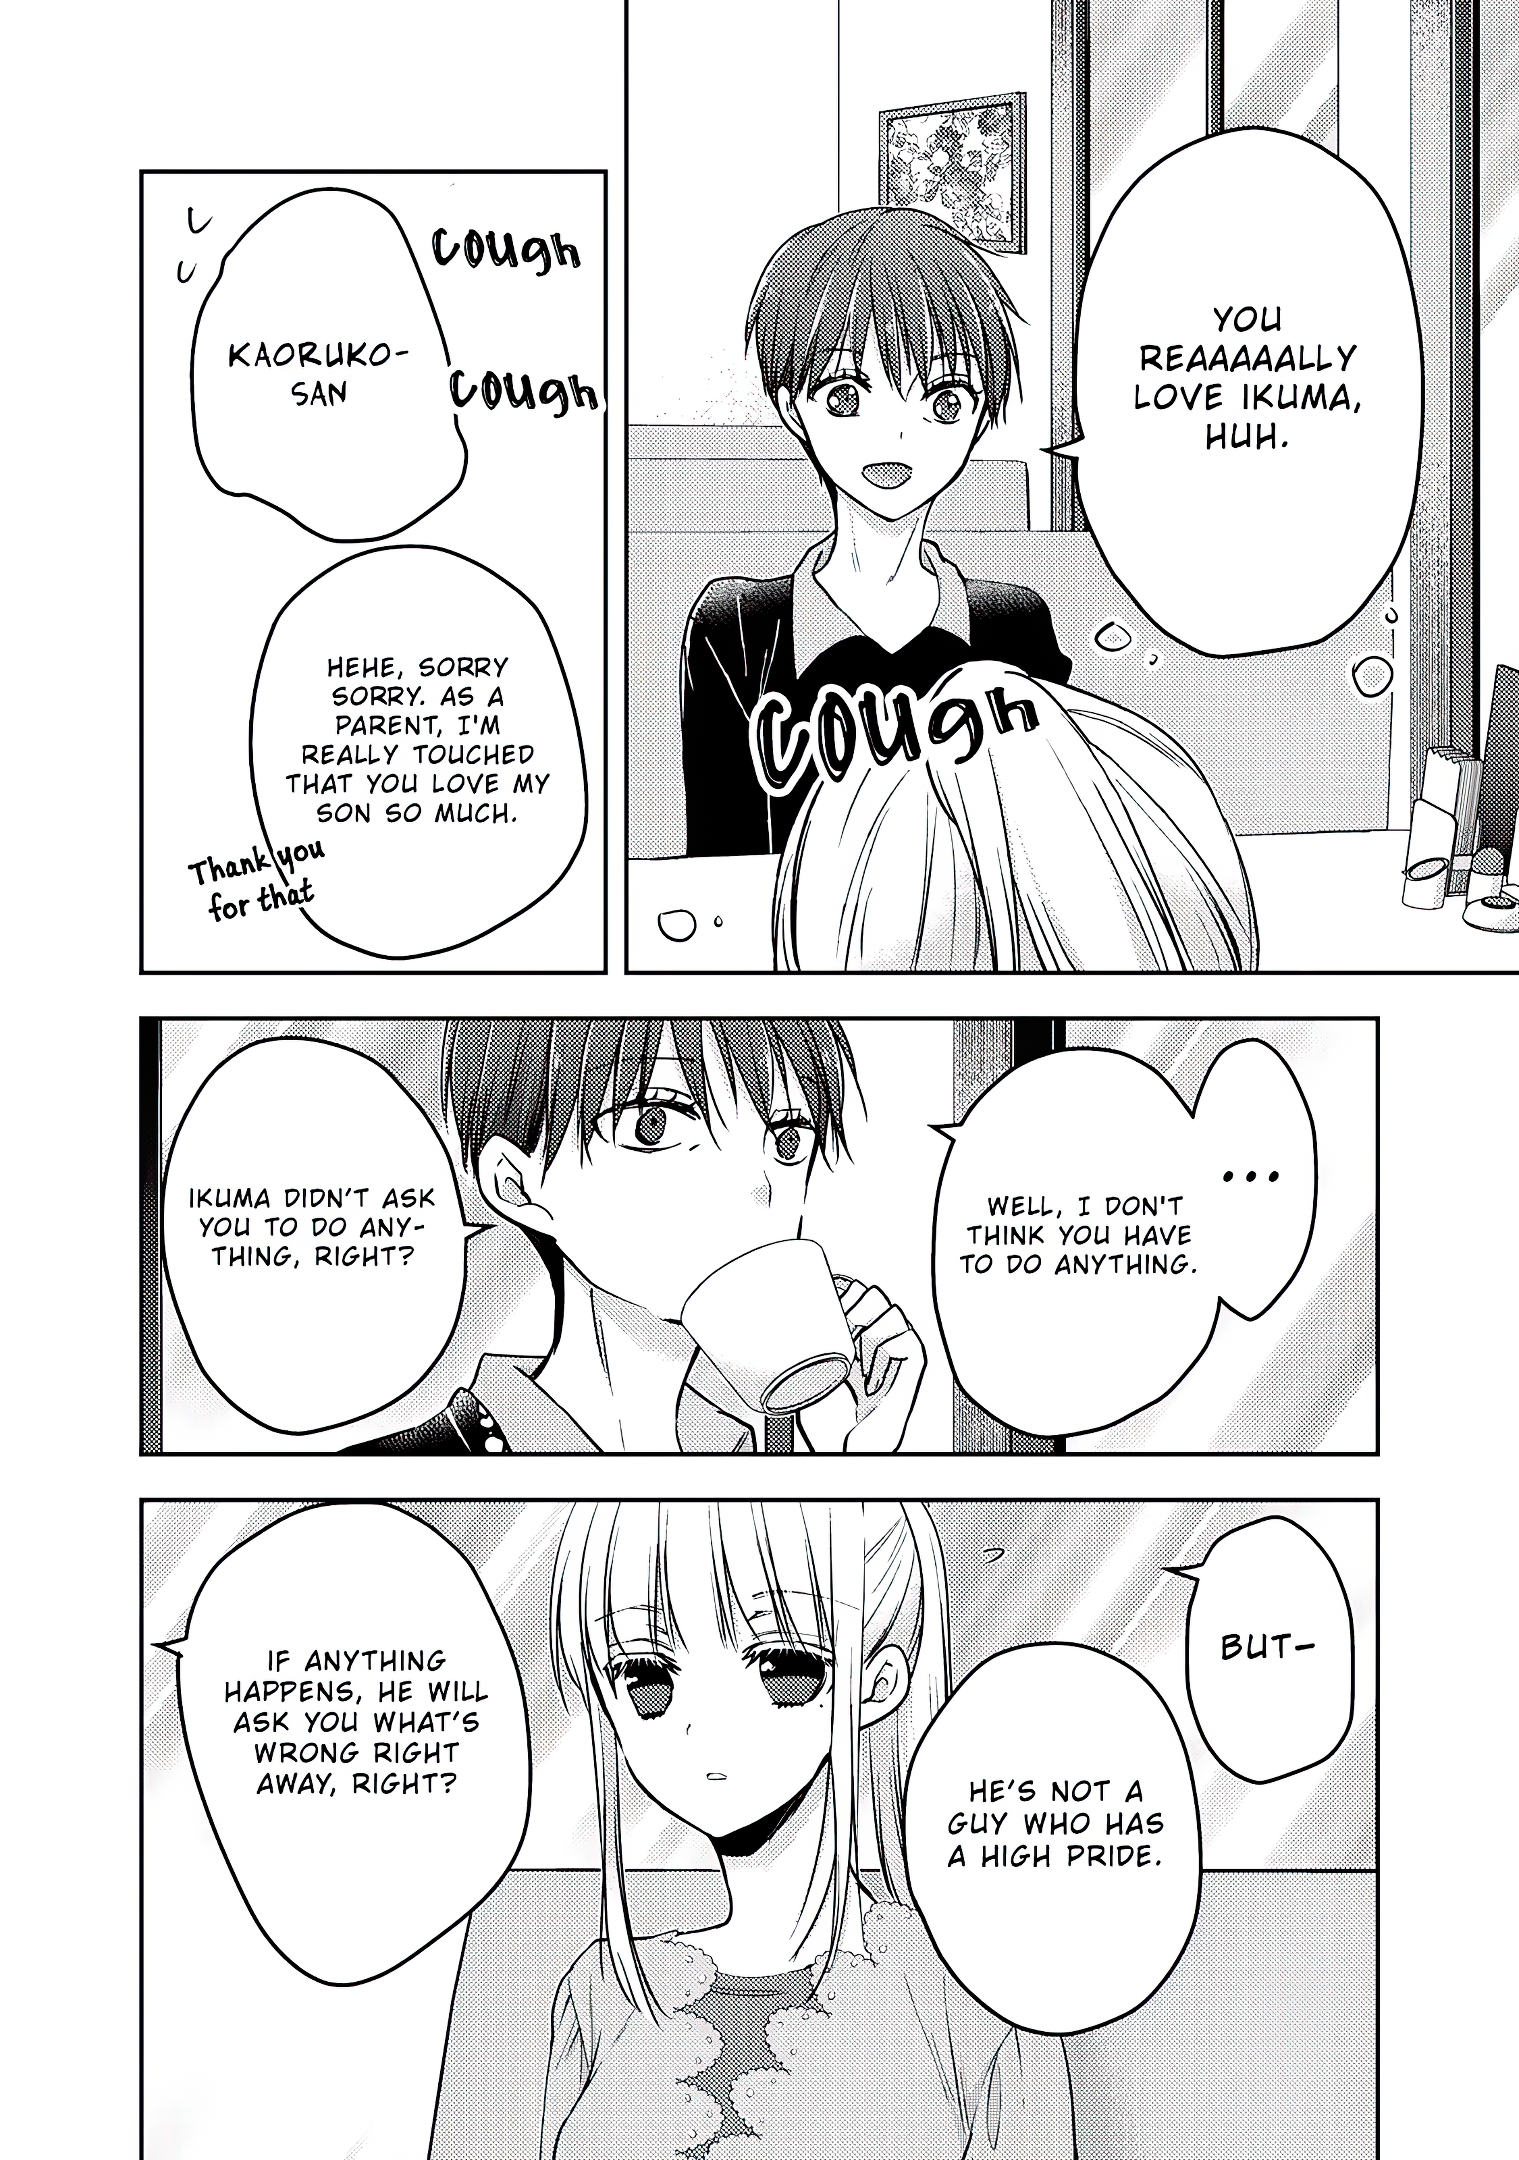 YOU
REAAAAALLY
LOVE IKUMA,
HUH.
cough
cough
cough
KAORUKO-
SAN
HEHE, SORRY
SORRY. AS A
PARENT, I'M
REALLY TOUCHED
THAT YOU LOVE MY
SON SO MUCH.
Thank you
for that
...
WELL, I DON'T
THINK YOU HAVE
TO DO ANYTHING.
IKUMA DIDN'T ASK
YOU TO DO ANY-
THING, RIGHT?
BUT-
HE'S NOT A
GUY WHO HAS
A HIGH PRIDE.
IF ANYTHING
HAPPENS, HE WILL
ASK YOU WHAT'S
WRONG RIGHT
AWAY, RIGHT?